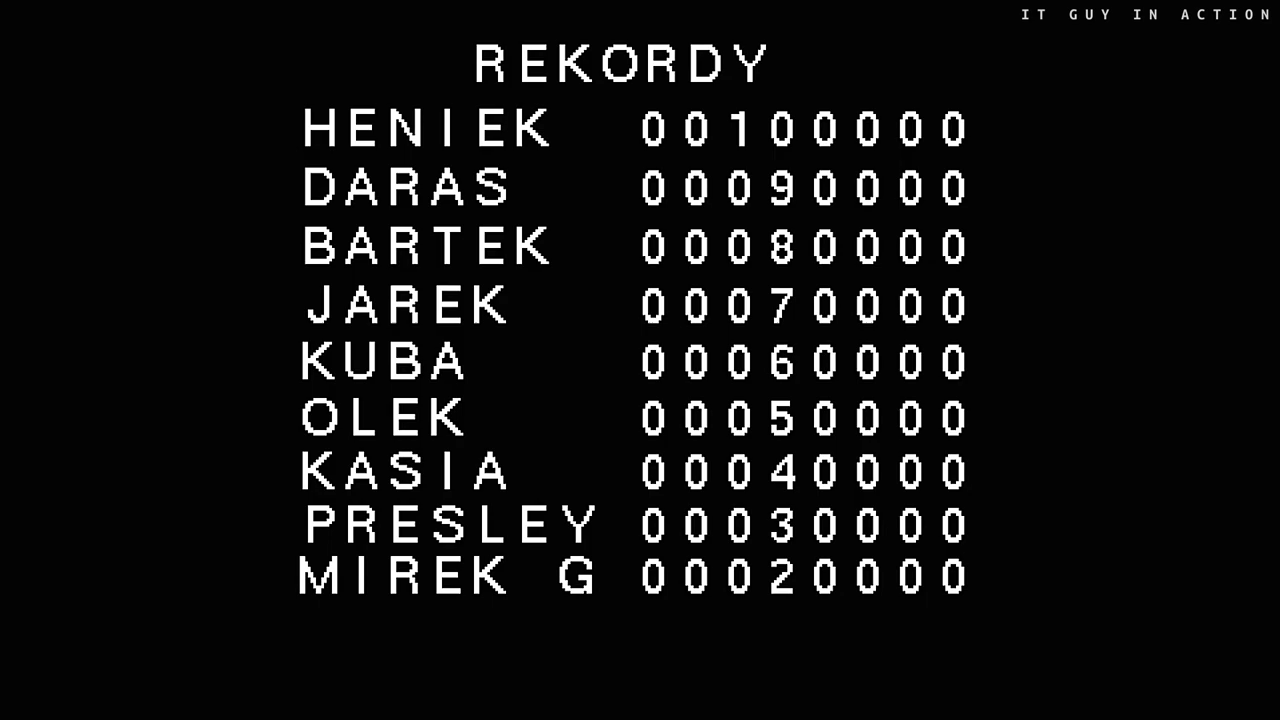 IT GUY IN ACTION
REKORDY
HENIEK 00100000
DARAS 00090000
BARTEK 00080000
JAREK 00070000
KUBA 00060000
OLEK 00050000
KASIA 00040000
PRESLEY 00030000
MIREK G 00020000